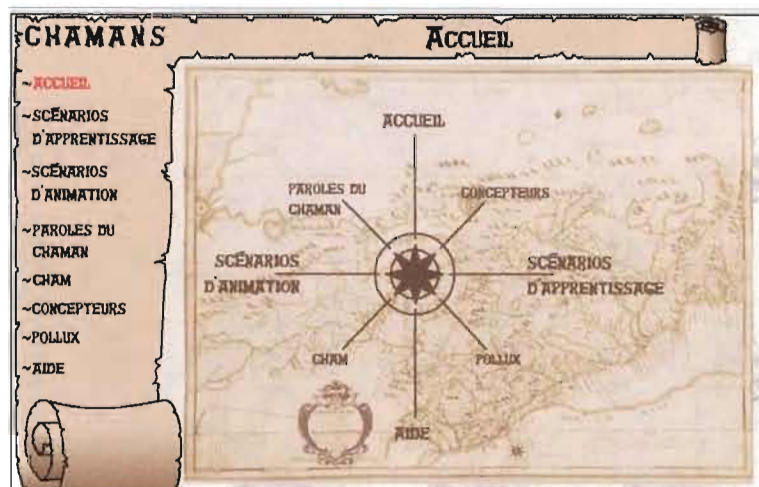 CHAMANS
ACCUEIL
~ACCUEIL
~SCÉNARIOS
D'APPRENTISSAGE
~SCÉNARIOS
D'ANIMATION
~PAROLES DU
CHAMAN
~CHAM
~CONCEPTEURS
~POLLUX
~AIDE
ACCUEIL
PAROLES DU
CHAMAN
CONCEPTEURS
SCÉNARIOS
D'ANIMATION
SCÉNARIOS
D'APPRENTISSAGE
CHAM
POLLUX
AIDE